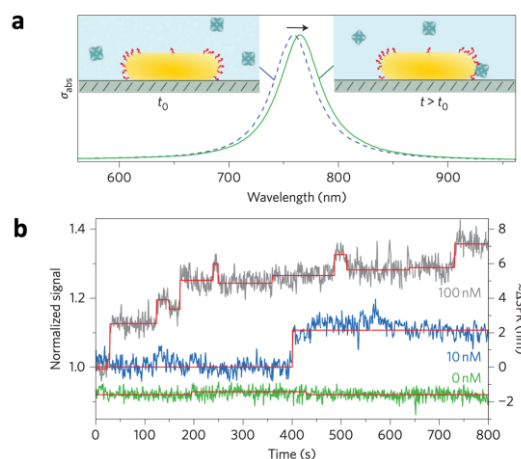 a
t0
t > t0
σabs
600
700
800
900
Wavelength (nm)
b
1.4
1.2
1.0
Normalized signal
8
6
4
2
0
−2
100 nM
10 nM
0 nM
0
100
200
300
400
500
600
700
800
Time (s)